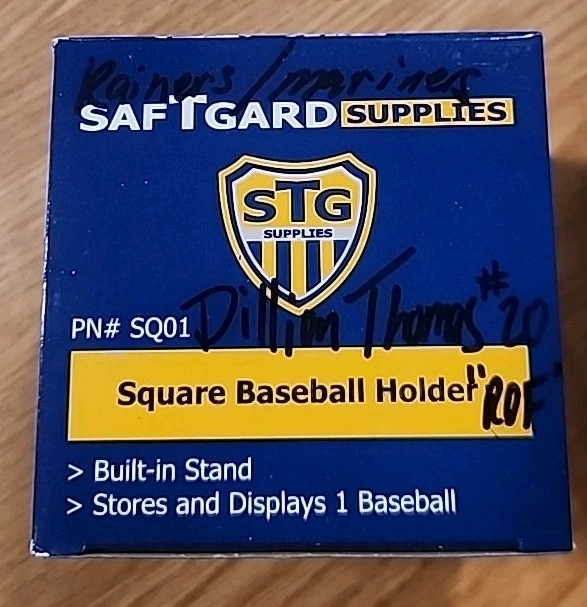 Rainers/mariners
SAFTGARD SUPPLIES
STG
SUPPLIES
Dillian Thomas #20
PN# SQ01
Square Baseball Holder
"ROF"
> Built-in Stand
> Stores and Displays 1 Baseball